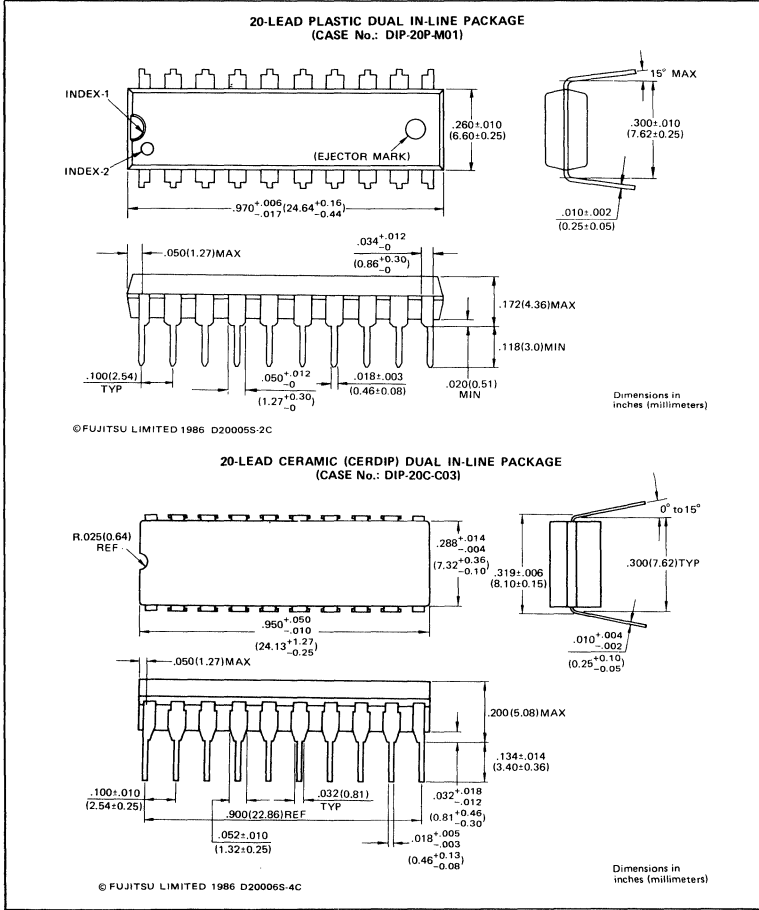 20-LEAD PLASTIC DUAL IN-LINE PACKAGE
(CASE No.: DIP-20P-M01)
INDEX-1
INDEX-2
(EJECTOR MARK)
.260±.010
(6.60±0.25)
15° MAX
.300±.010
(7.62±0.25)
.010±.002
(0.25±0.05)
.970 +.006 -.017 (24.64 +0.16 -0.44)
.050(1.27)MAX
.034 +.012 -0
(0.86 +0.30 -0)
.172(4.36)MAX
.118(3.0)MIN
.100(2.54)
TYP
.050 +.012 -0
(1.27 +0.30 -0)
.018±.003
(0.46±0.08)
.020(0.51)
MIN
Dimensions in
inches (millimeters)
©FUJITSU LIMITED 1986 D20005S-2C
20-LEAD CERAMIC (CERDIP) DUAL IN-LINE PACKAGE
(CASE No.: DIP-20C-C03)
R.025(0.64)
REF
.288 +.014 -.004
(7.32 +0.36 -0.10)
0° to 15°
.319±.006
(8.10±0.15)
.300(7.62)TYP
.010 +.004 -.002
(0.25 +0.10 -0.05)
.950 +.050 -.010
(24.13 +1.27 -0.25)
.050(1.27)MAX
.200(5.08)MAX
.134±.014
(3.40±0.36)
.100±.010
(2.54±0.25)
.900(22.86)REF
.032(0.81)
TYP
.032 +.018 -.012
(0.81 +0.46 -0.30)
.052±.010
(1.32±0.25)
.018 +.005 -.003
(0.46 +0.13 -0.08)
Dimensions in
inches (millimeters)
© FUJITSU LIMITED 1986 D20006S-4C